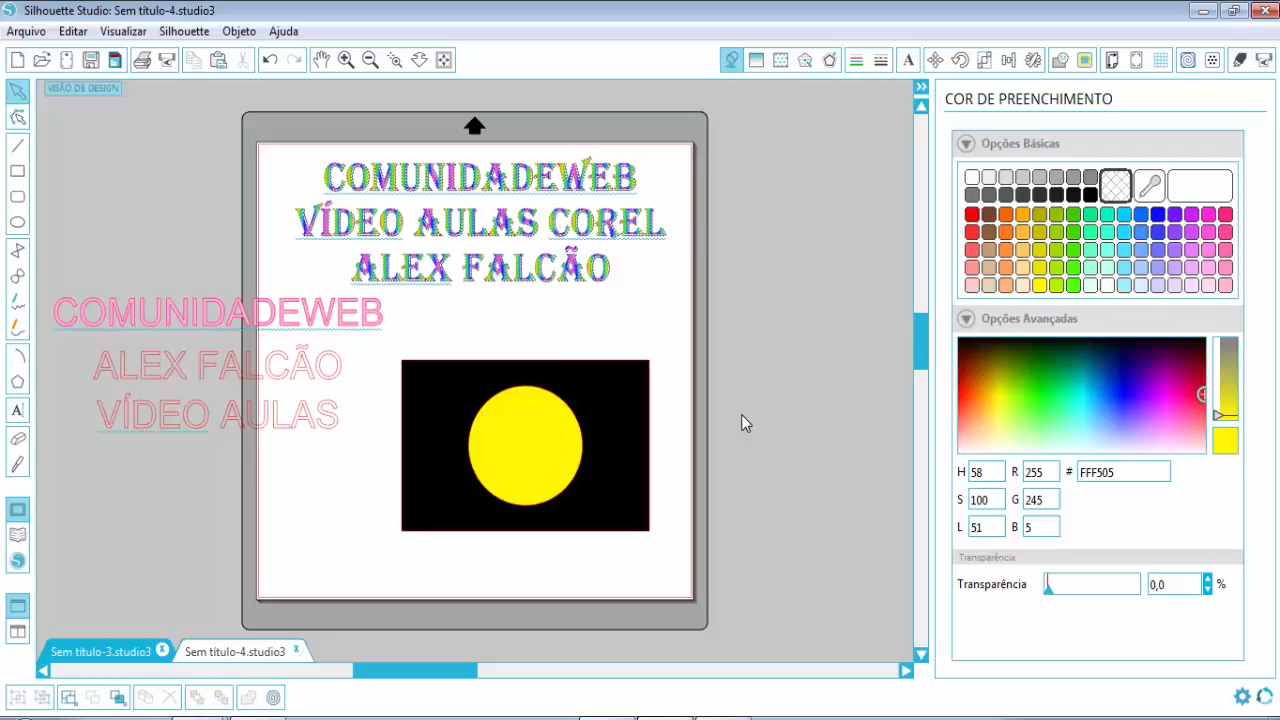 Silhouette Studio: Sem título-4.studio3
Arquivo Editar Visualizar Silhouette Objeto Ajuda
VISÃO DE DESIGN
COMUNIDADEWEB
VÍDEO AULAS COREL
ALEX FALCÃO
COMUNIDADEWEB
ALEX FALCÃO
VÍDEO AULAS
Sem título-3.studio3 x Sem título-4.studio3 x
COR DE PREENCHIMENTO
Opções Básicas
Opções Avançadas
H 58 R 255 # FFF505
S 100 G 245
L 51 B 5
Transparência
Transparência 0,0 %